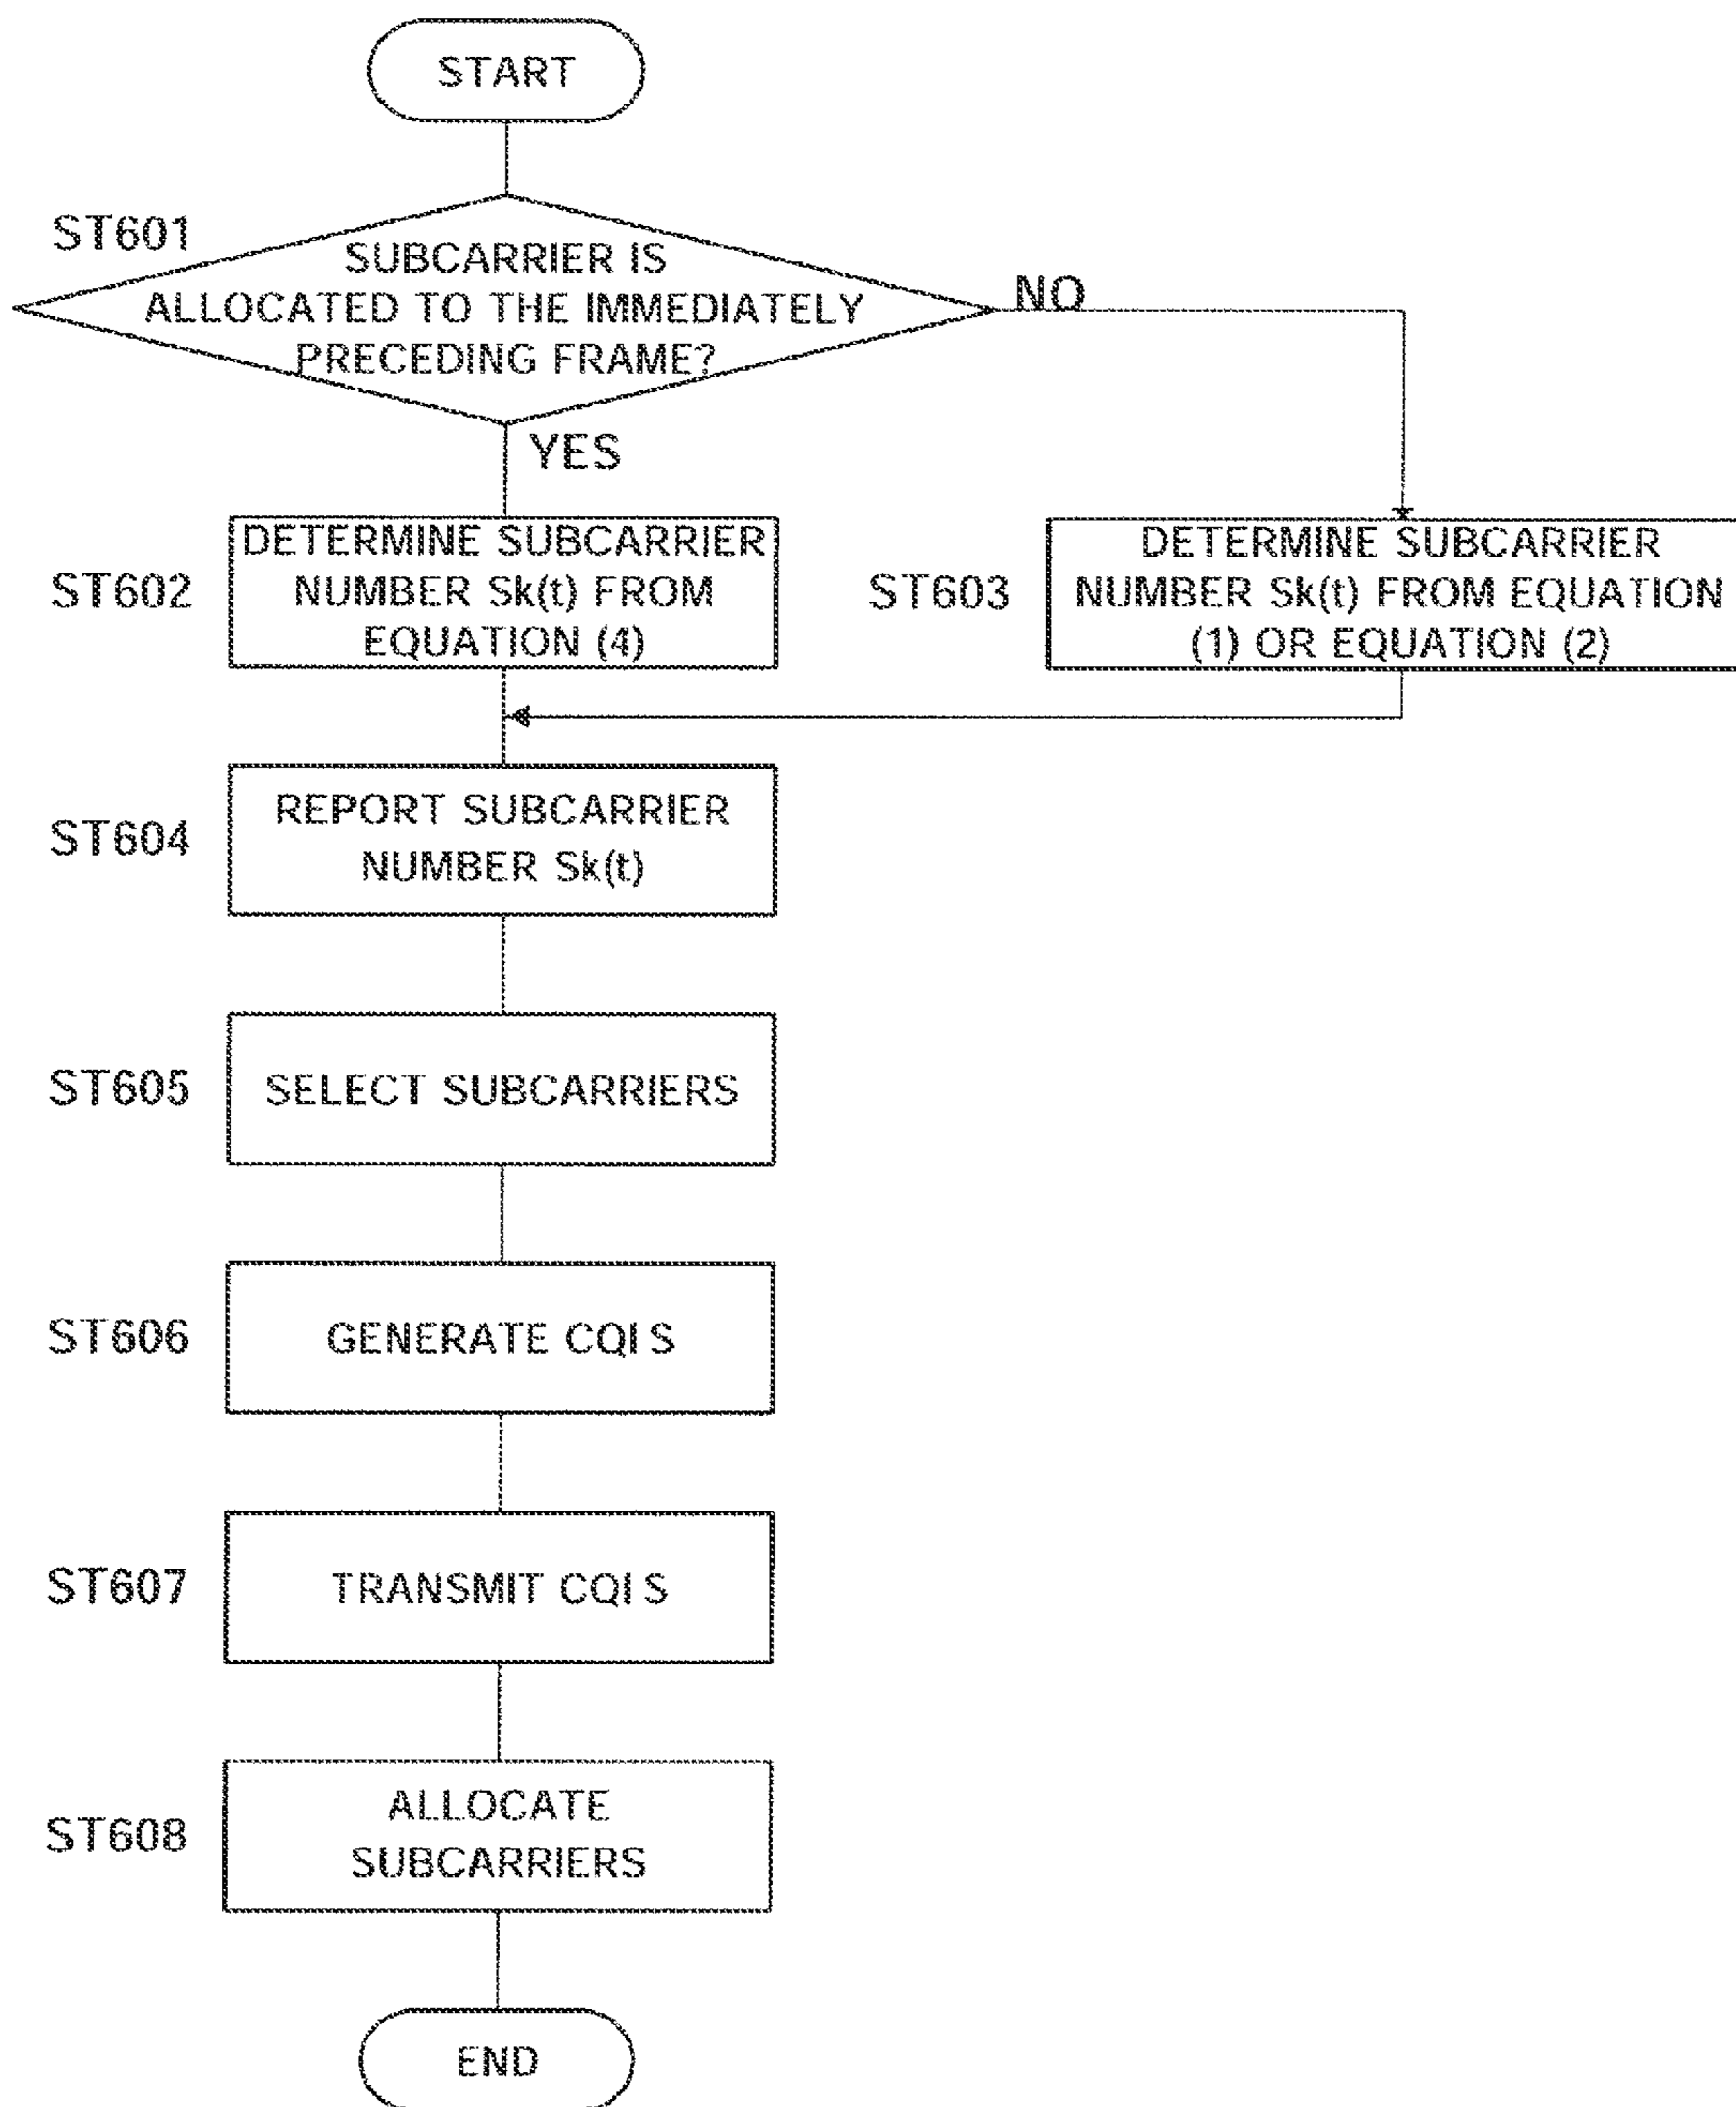 START
ST601
SUBCARRIER IS
ALLOCATED TO THE IMMEDIATELY
PRECEDING FRAME?
NO
YES
ST602
DETERMINE SUBCARRIER
NUMBER Sk(t) FROM
EQUATION (4)
ST603
DETERMINE SUBCARRIER
NUMBER Sk(t) FROM EQUATION
(1) OR EQUATION (2)
ST604
REPORT SUBCARRIER
NUMBER Sk(t)
ST605
SELECT SUBCARRIERS
ST606
GENERATE CQI S
ST607
TRANSMIT CQI S
ST608
ALLOCATE
SUBCARRIERS
END